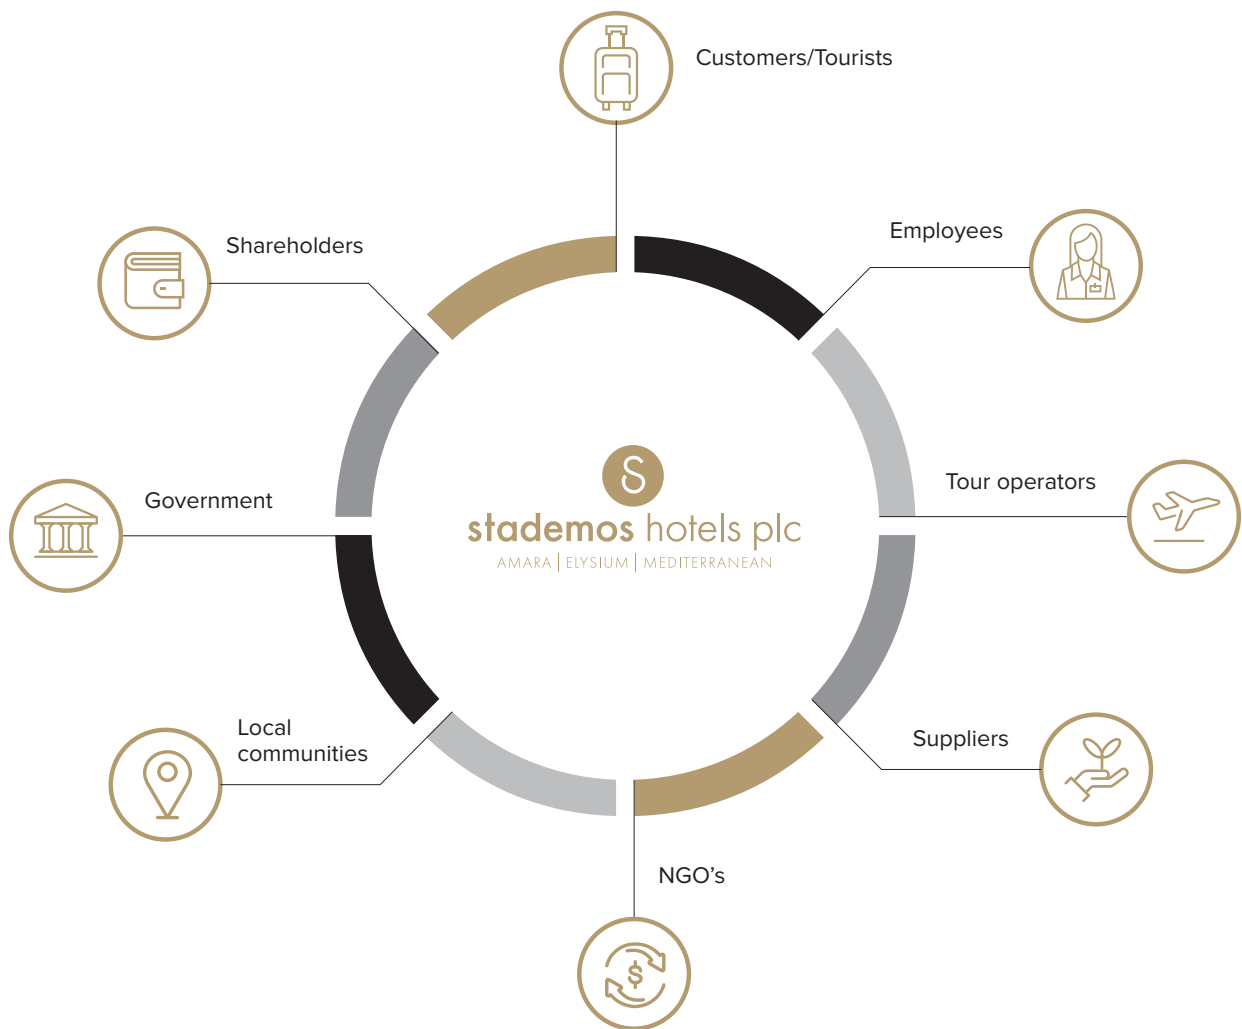 Customers/Tourists
Employees
Shareholders
Tour operators
Government
stademos hotels plc
AMARA | ELYSIUM | MEDITERRANEAN
Local
communities
Suppliers
NGO’s
$